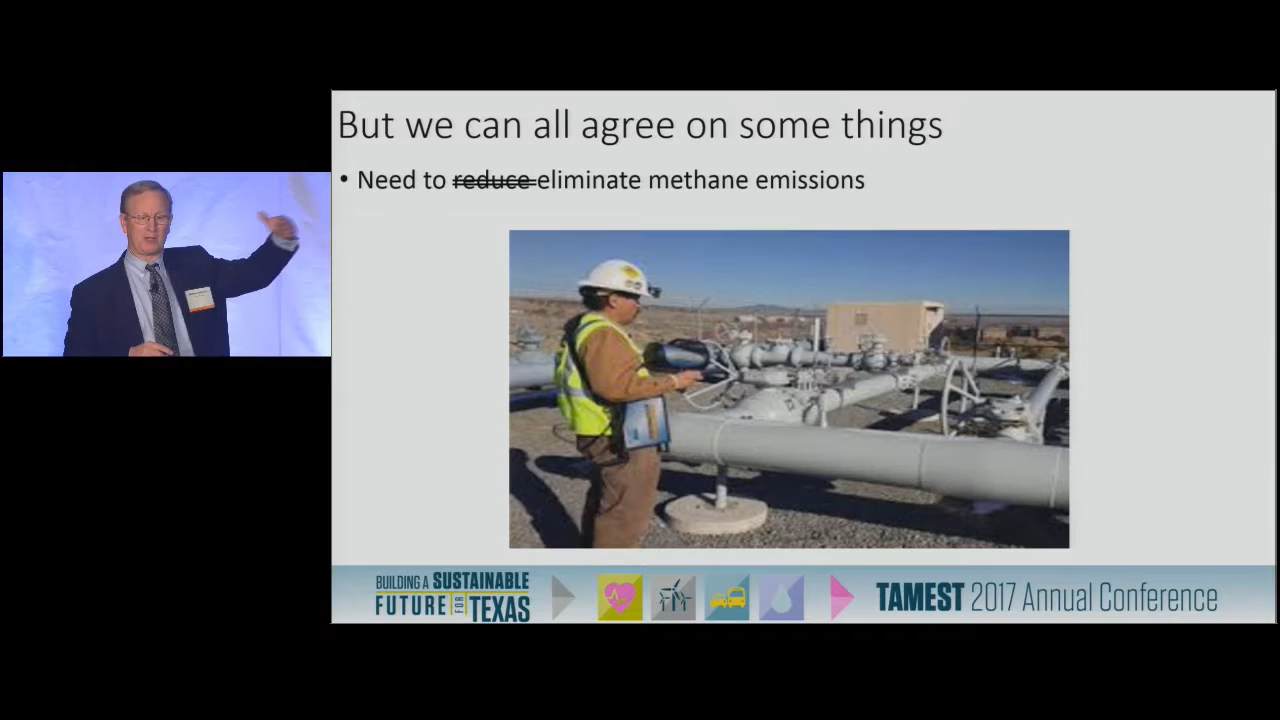 But we can all agree on some things
• Need to reduce eliminate methane emissions
BUILDING A SUSTAINABLE
FUTURE FOR TEXAS
TAMEST 2017 Annual Conference